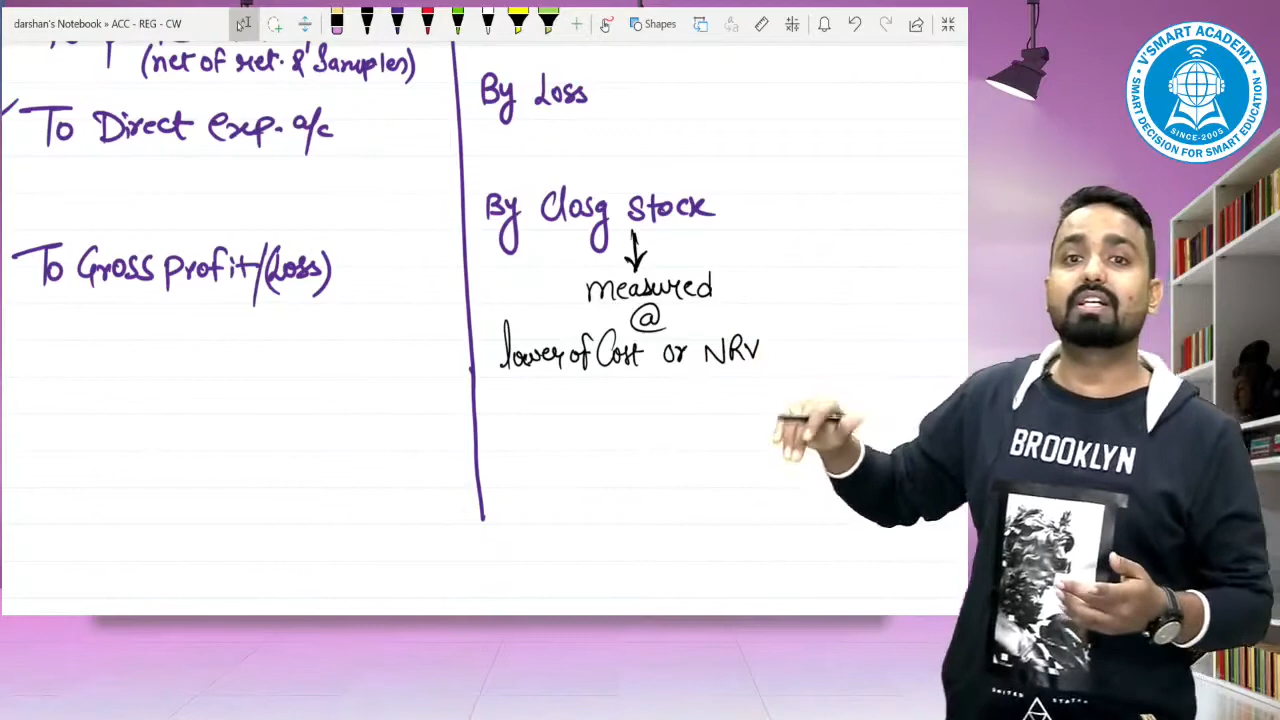 darshan's Notebook » ACC - REG - CW
Shapes
(net of ret. & Samples)
To Direct exp. a/c
To Gross profit/(Loss)
By Loss
By Closg stock
measured
@
lower of Cost or NRV
V'SMART ACADEMY
SINCE-2005
SMART DECISION FOR SMART EDUCATION
BROOKLYN
UNITED STATES